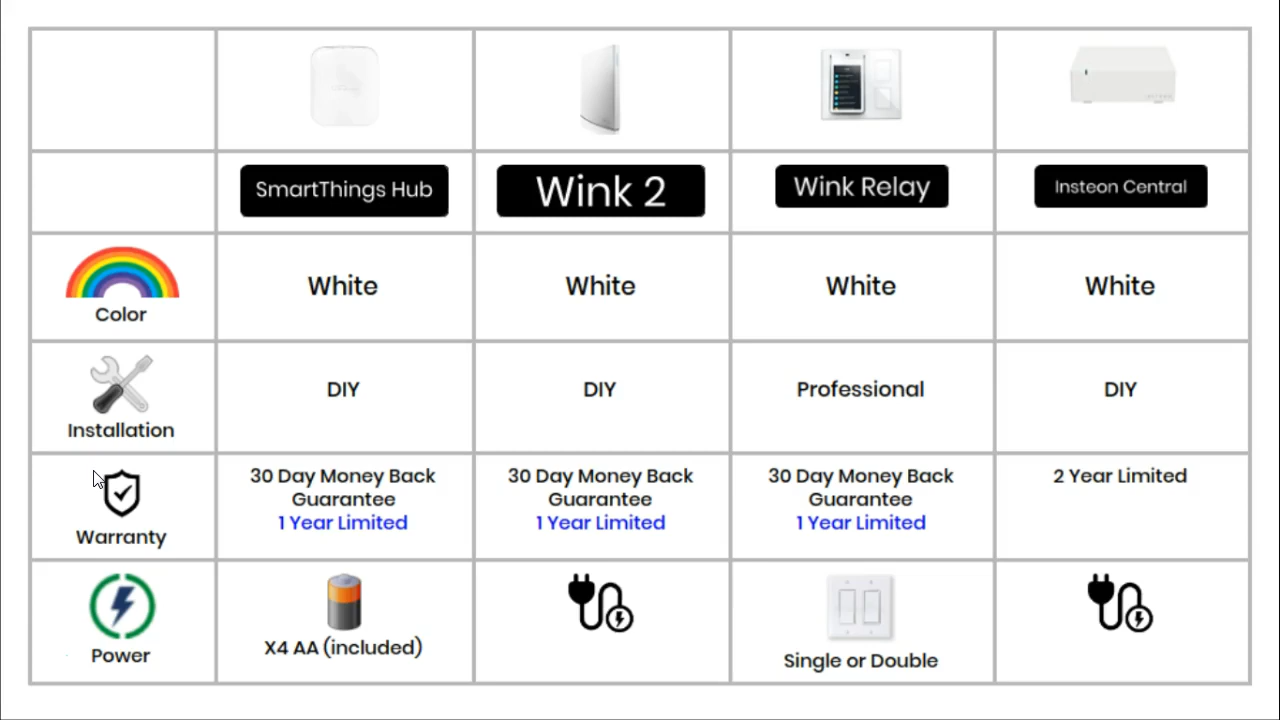 SmartThings Hub
Wink 2
Wink Relay
Insteon Central
Color
White
White
White
White
Installation
DIY
DIY
Professional
DIY
Warranty
30 Day Money Back
Guarantee
1 Year Limited
30 Day Money Back
Guarantee
1 Year Limited
30 Day Money Back
Guarantee
1 Year Limited
2 Year Limited
Power
X4 AA (included)
Single or Double